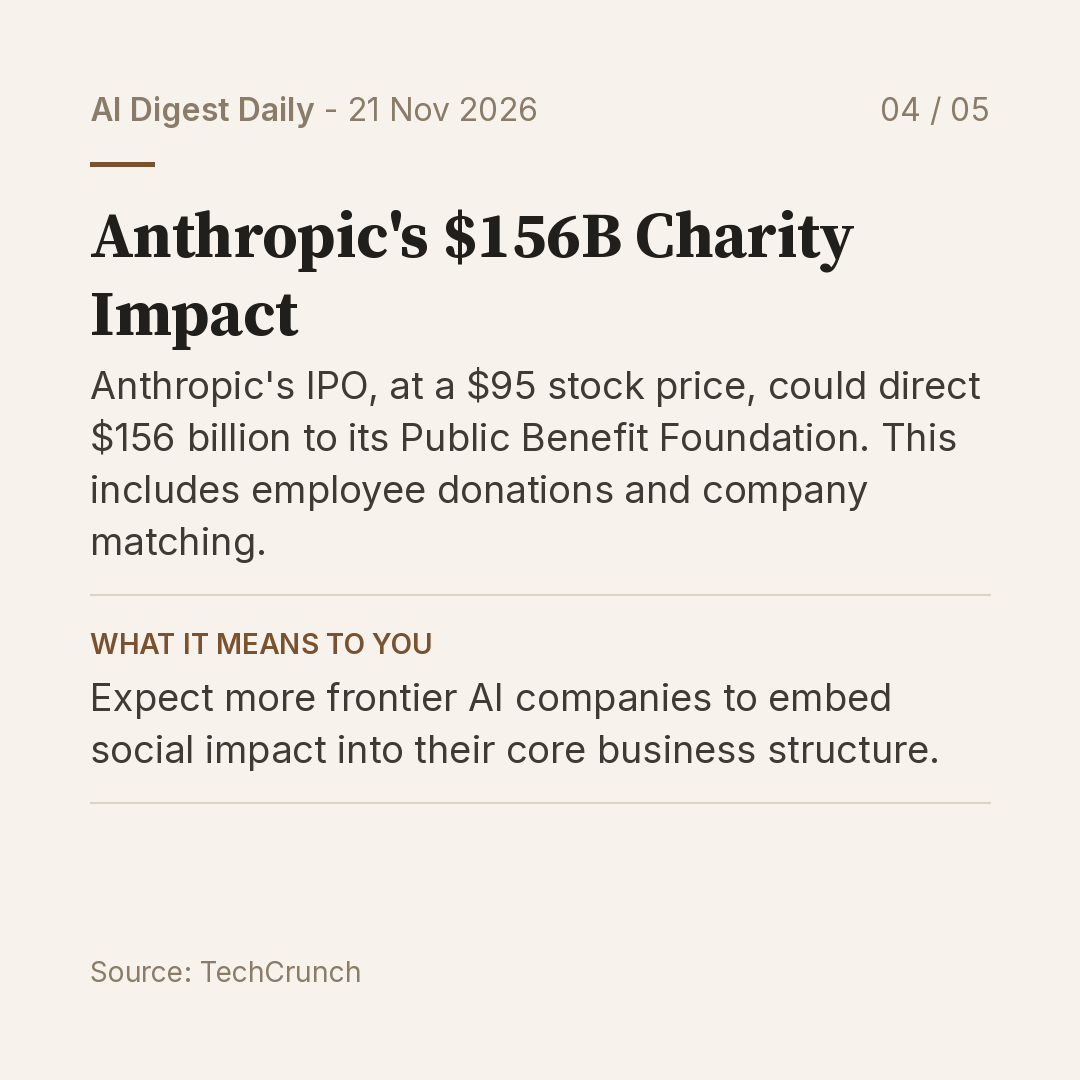 AI Digest Daily - 21 Nov 2026
04 / 05
Anthropic's $156B Charity
Impact
Anthropic's IPO, at a $95 stock price, could direct
$156 billion to its Public Benefit Foundation. This
includes employee donations and company
matching.
WHAT IT MEANS TO YOU
Expect more frontier AI companies to embed
social impact into their core business structure.
Source: TechCrunch